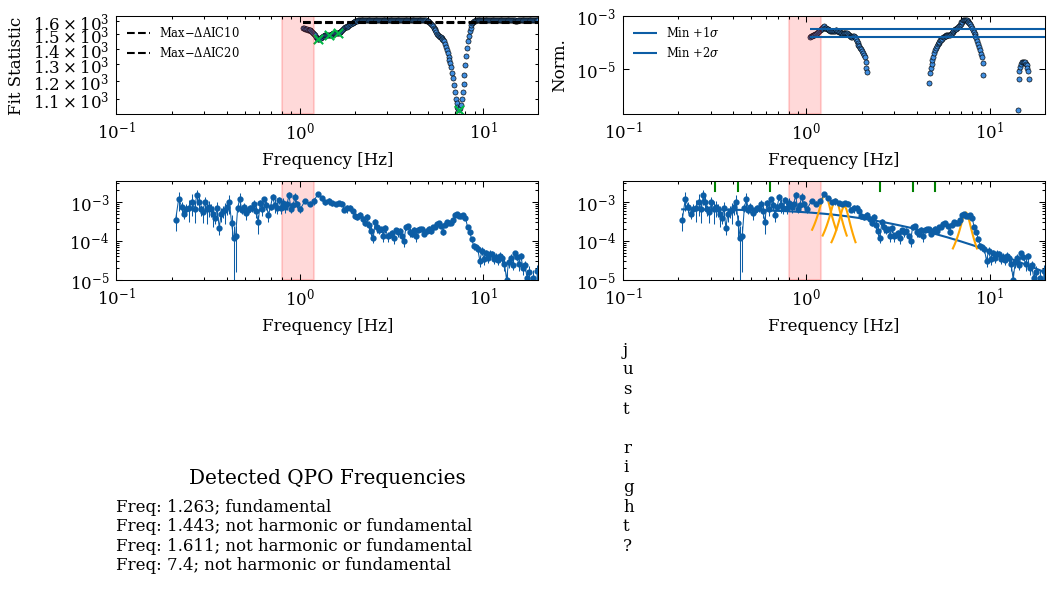 Fit Statistic
1.6 × 10³
1.5 × 10³
1.4 × 10³
1.3 × 10³
1.2 × 10³
1.1 × 10³
Max−ΔAIC10
Max−ΔAIC20
10⁻¹
10⁰
10¹
Frequency [Hz]
Norm.
10⁻³
10⁻⁵
Min +1σ
Min +2σ
10⁻¹
10⁰
10¹
Frequency [Hz]
10⁻³
10⁻⁴
10⁻⁵
10⁻¹
10⁰
10¹
Frequency [Hz]
10⁻³
10⁻⁴
10⁻⁵
10⁻¹
10⁰
10¹
Frequency [Hz]
Detected QPO Frequencies
Freq: 1.263; fundamental
Freq: 1.443; not harmonic or fundamental
Freq: 1.611; not harmonic or fundamental
Freq: 7.4; not harmonic or fundamental
j
u
s
t
r
i
g
h
t
?